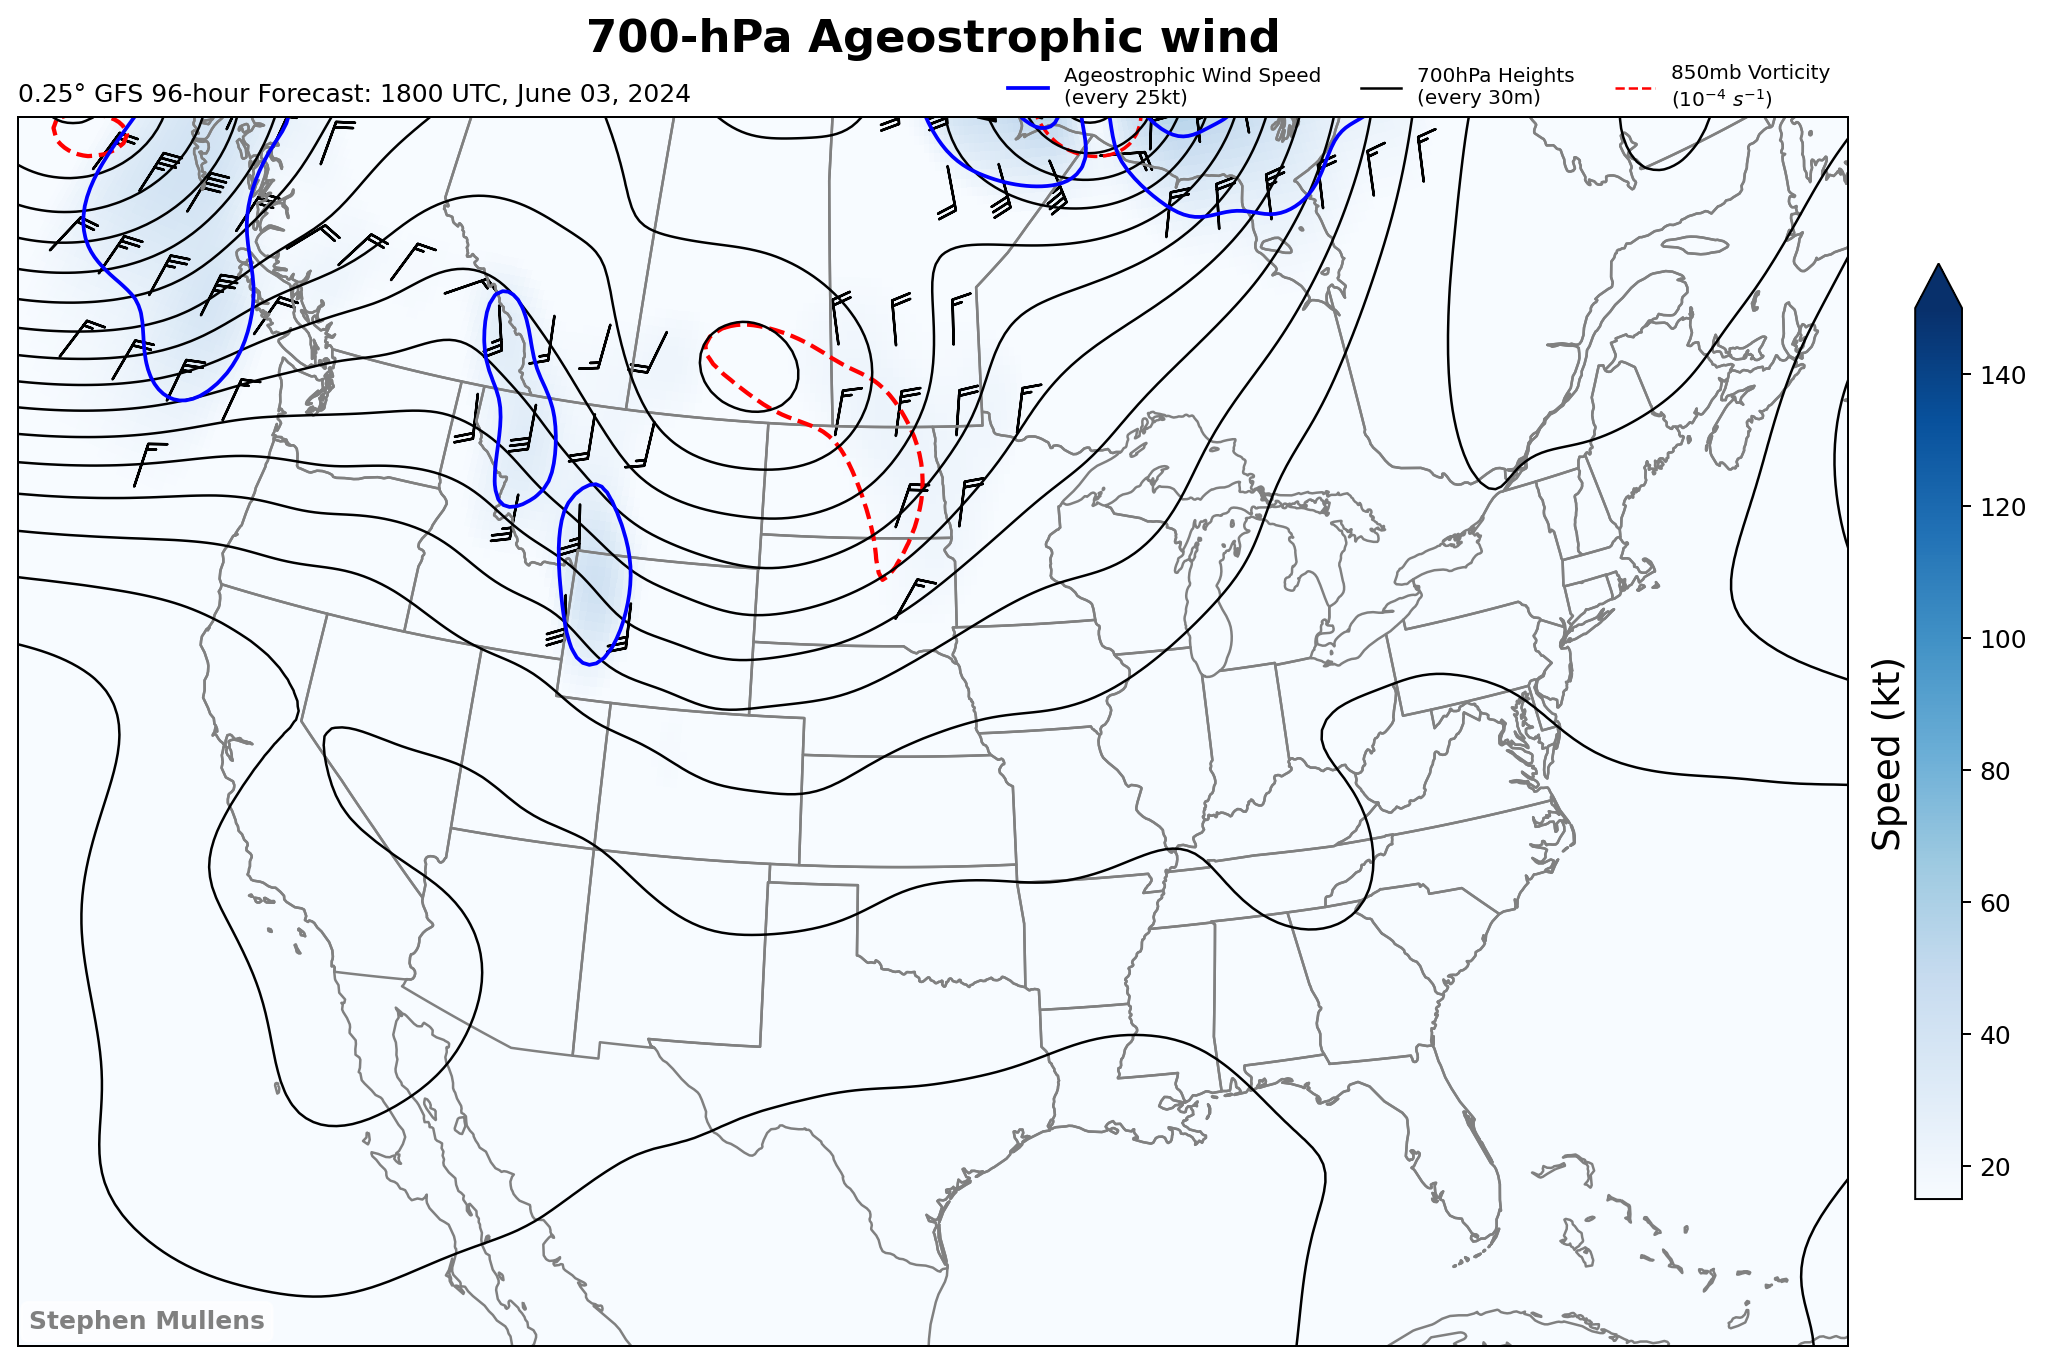 700-hPa Ageostrophic wind
0.25° GFS 96-hour Forecast: 1800 UTC, June 03, 2024
Ageostrophic Wind Speed
(every 25kt)
700hPa Heights
(every 30m)
850mb Vorticity
(10⁻⁴ s⁻¹)
140
120
100
80
60
40
20
Speed (kt)
Stephen Mullens